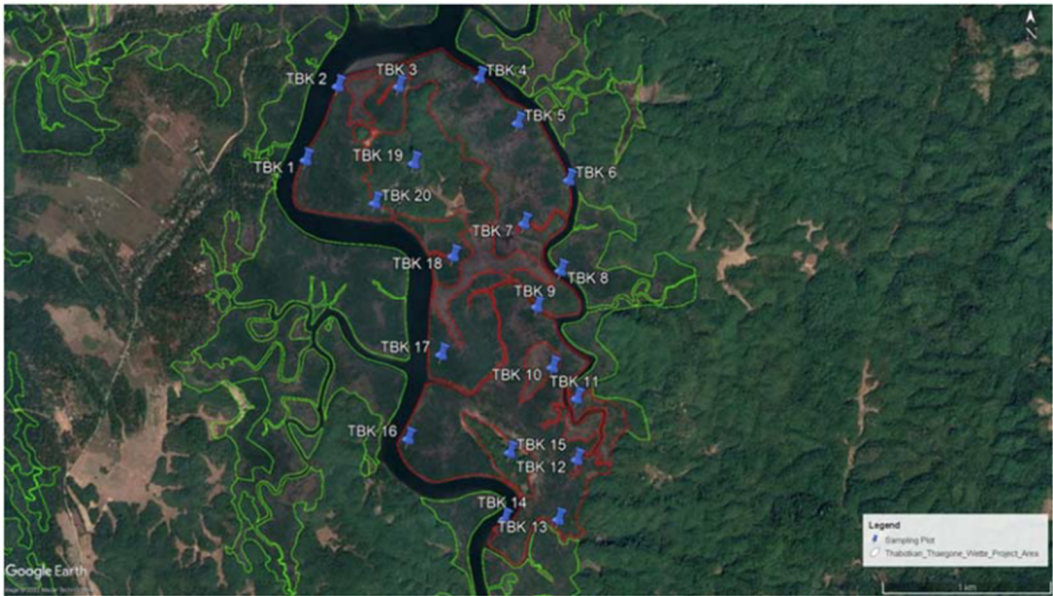 N
TBK 2
TBK 3
TBK 4
TBK 5
TBK 1
TBK 19
TBK 6
TBK 20
TBK 7
TBK 18
TBK 8
TBK 9
TBK 17
TBK 10
TBK 11
TBK 16
TBK 15
TBK 12
TBK 14
TBK 13
Legend
Sampling Plot
Google Earth
1 km